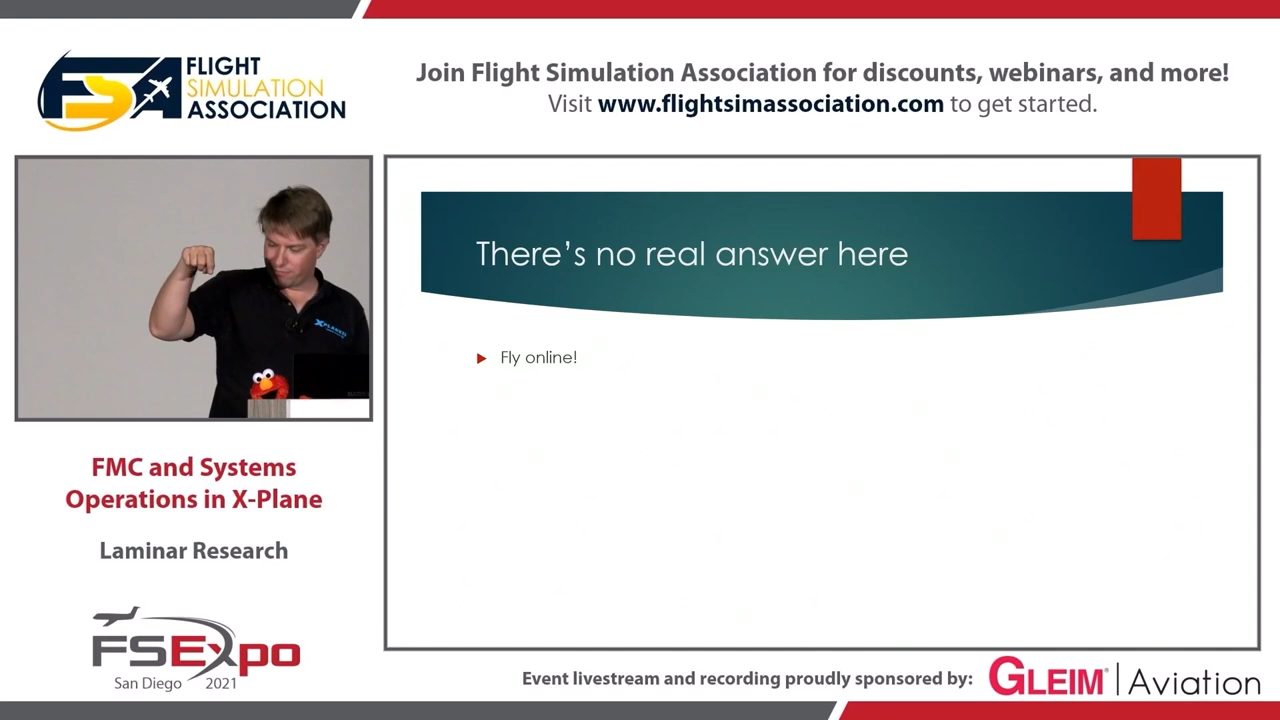 FLIGHT
SIMULATION
ASSOCIATION
Join Flight Simulation Association for discounts, webinars, and more!
Visit www.flightsimassociation.com to get started.
There's no real answer here
Fly online!
X-PLANE
FMC and Systems
Operations in X-Plane
Laminar Research
FSExpo
San Diego 2021
Event livestream and recording proudly sponsored by:
GLEIM® | Aviation